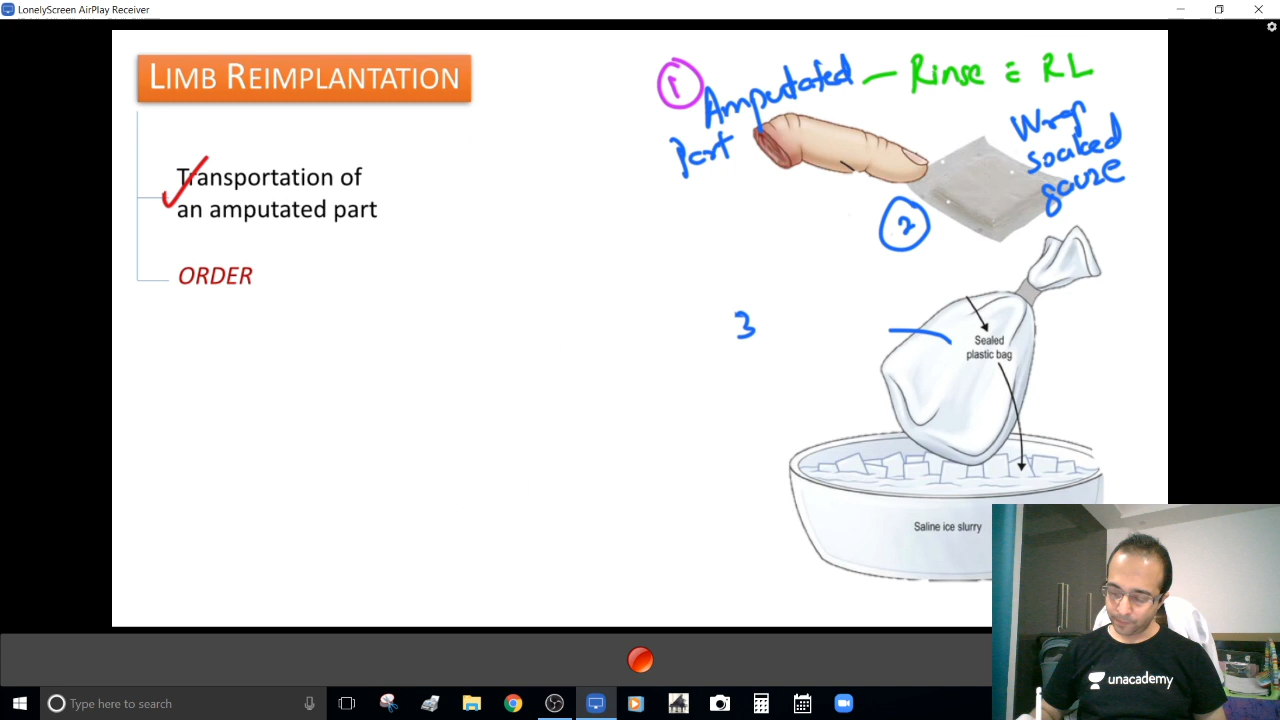 LonelyScreen AirPlay Receiver
LIMB REIMPLANTATION
Transportation of
an amputated part
ORDER
1 Amputated — Rinse c̄ RL
Part
Wrap
soaked
gauze
2
3
Sealed
plastic bag
Saline ice slurry
unacademy
Type here to search